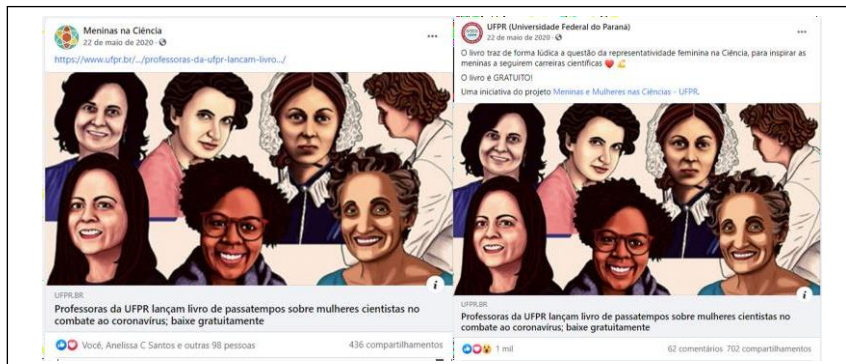 Meninas na Ciência
22 de maio de 2020 ·
https://www.ufpr.br/.../professoras-da-ufpr-lancam-livro.../
UFPR.BR
Professoras da UFPR lançam livro de passatempos sobre mulheres cientistas no
combate ao coronavírus; baixe gratuitamente
Você, Anelissa C Santos e outras 98 pessoas
436 compartilhamentos
UFPR (Universidade Federal do Paraná)
22 de maio de 2020 ·
O livro traz de forma lúdica a questão da representatividade feminina na Ciência, para inspirar as
meninas a seguirem carreiras científicas
O livro é GRATUITO!
Uma iniciativa do projeto Meninas e Mulheres nas Ciências - UFPR.
UFPR.BR
Professoras da UFPR lançam livro de passatempos sobre mulheres cientistas no
combate ao coronavírus; baixe gratuitamente
1 mil
62 comentários 702 compartilhamentos